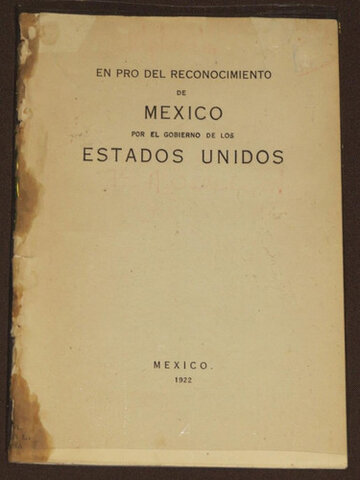 EN PRO DEL RECONOCIMIENTO
DE
MEXICO
POR EL GOBIERNO DE LOS
ESTADOS UNIDOS
MEXICO.
1922